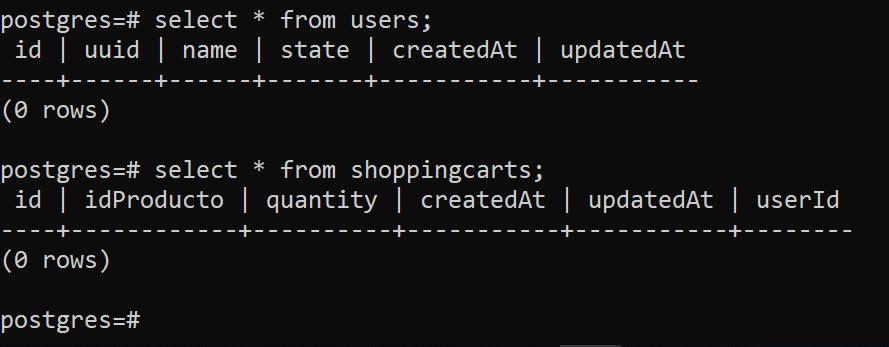 postgres=# select * from users;
 id | uuid | name | state | createdAt | updatedAt
----+------+------+-------+-----------+-----------
(0 rows)
postgres=# select * from shoppingcarts;
 id | idProducto | quantity | createdAt | updatedAt | userId
----+------------+----------+-----------+-----------+--------
(0 rows)
postgres=#